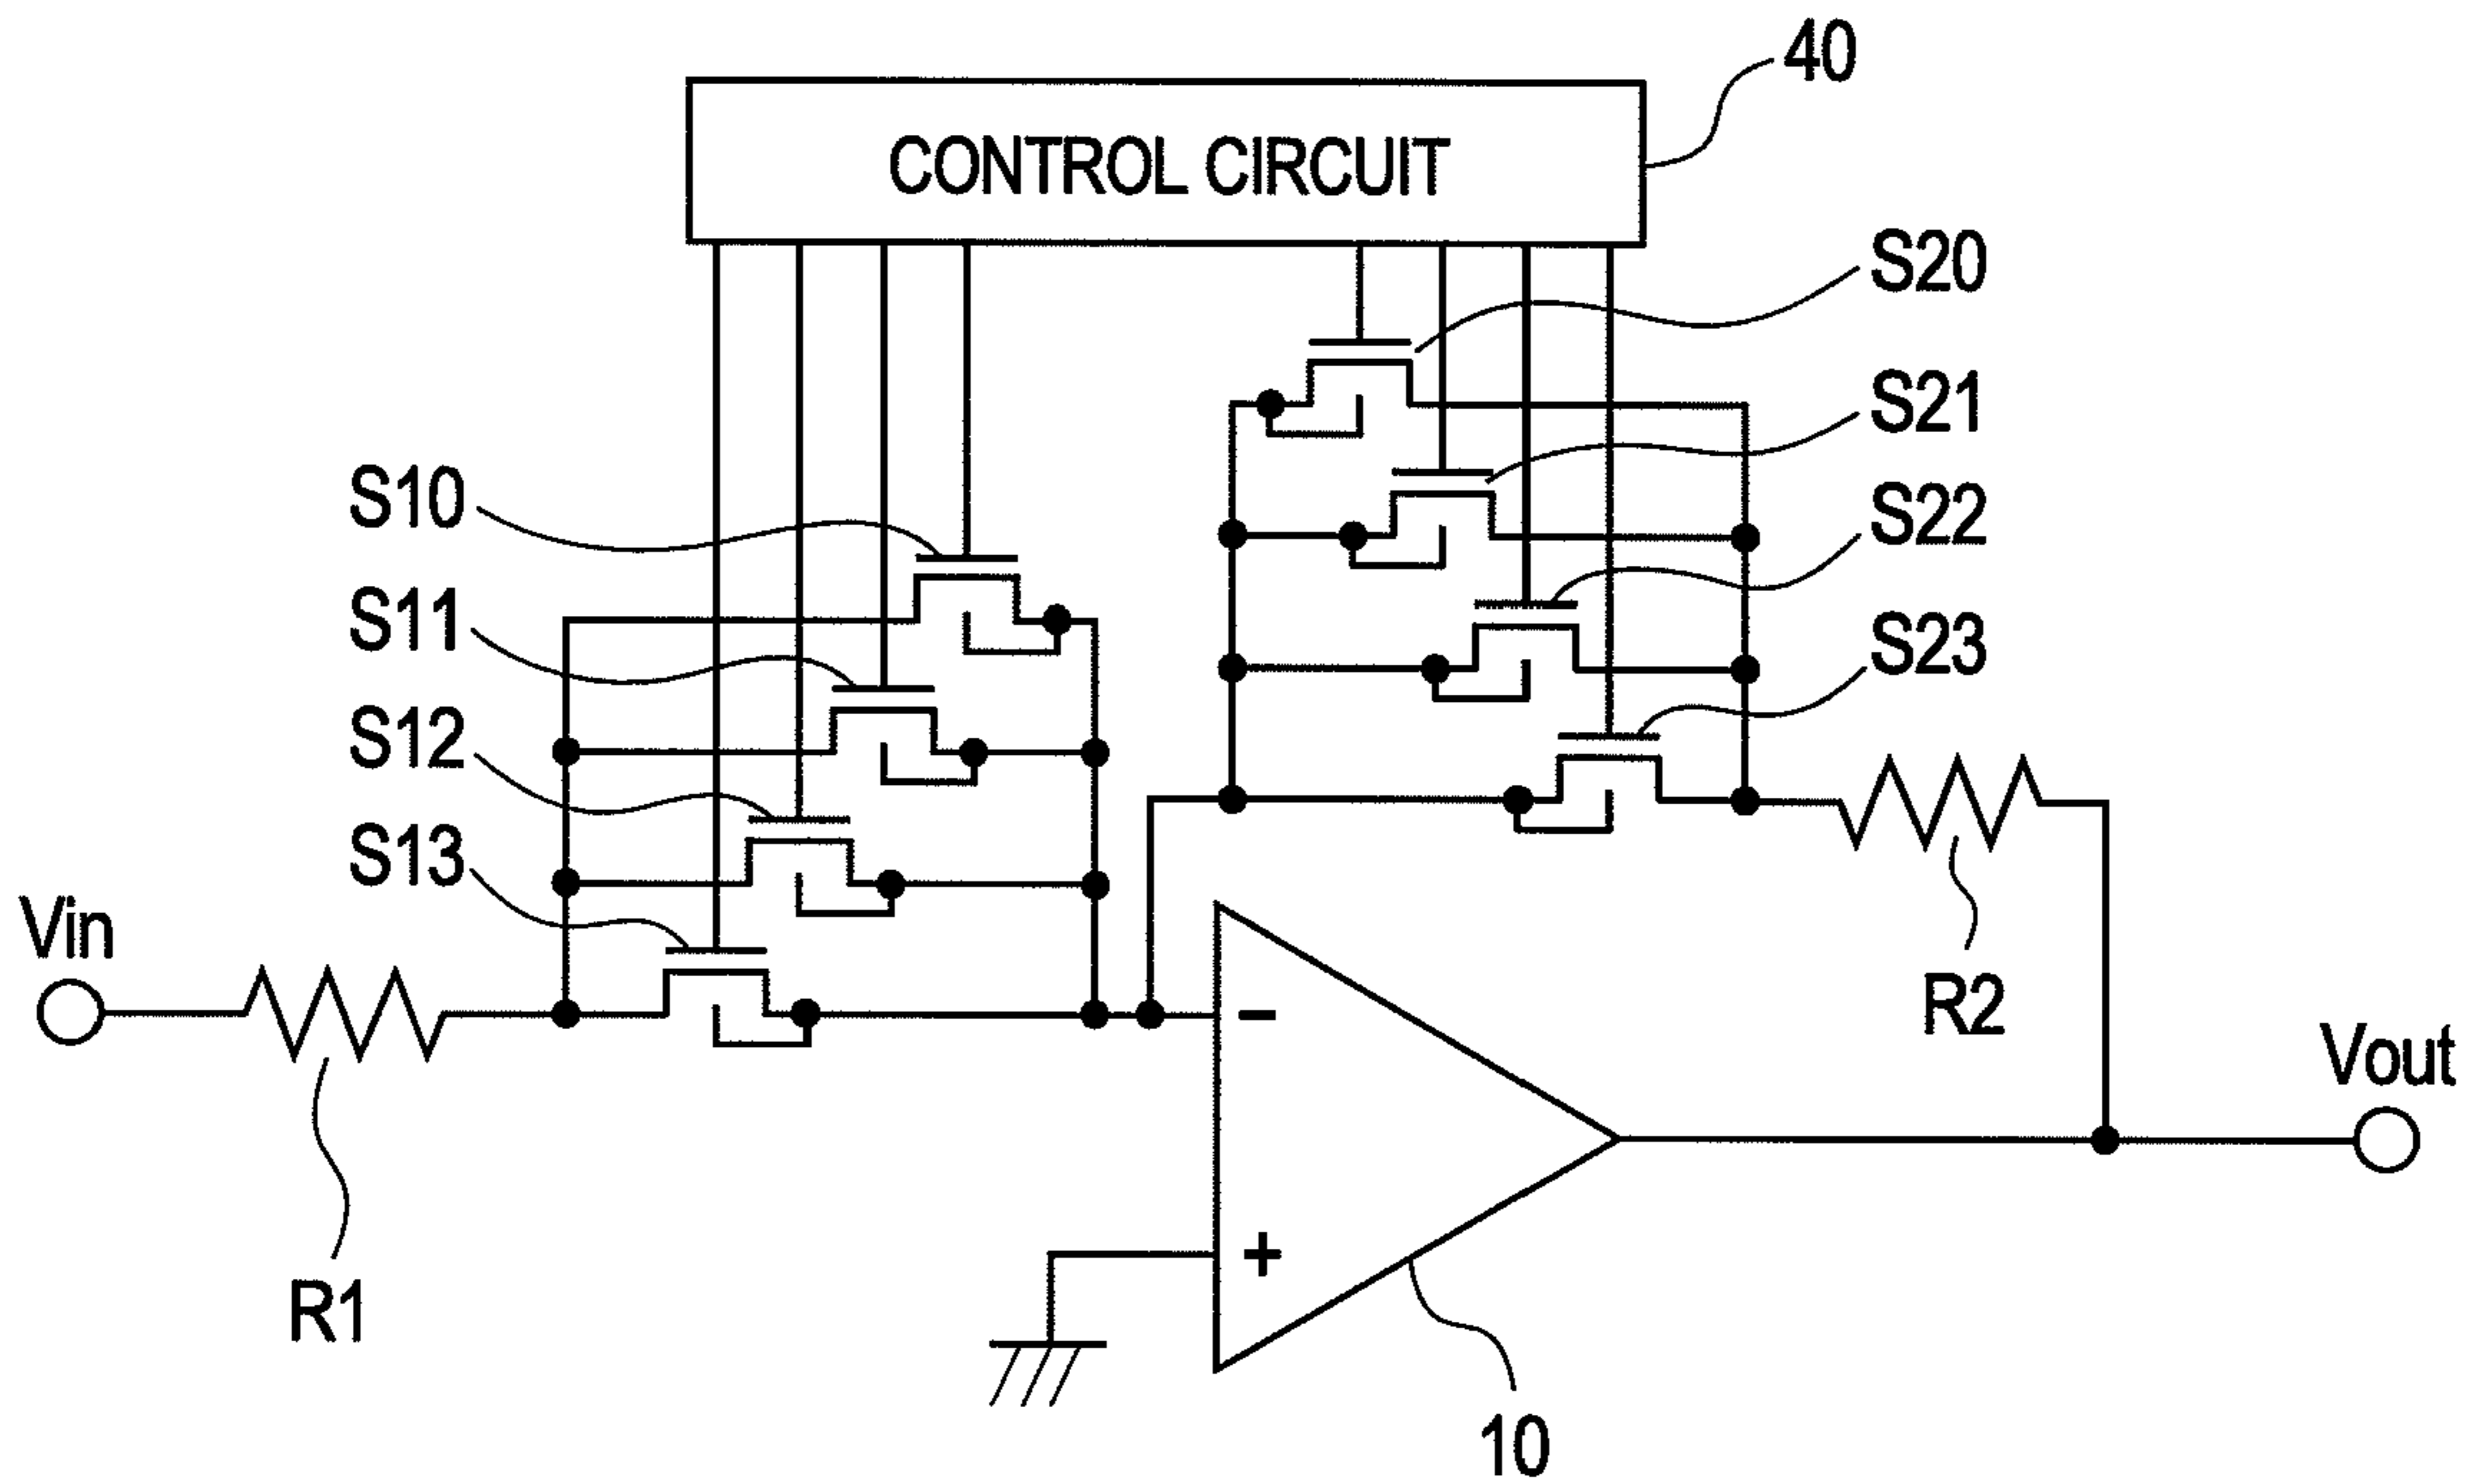 40
CONTROL CIRCUIT
S20
S21
S10
S22
S11
S23
S12
S13
Vin
R2
Vout
R1
10
-
+